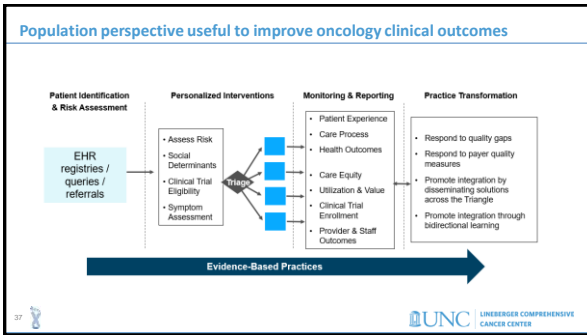 Population perspective useful to improve oncology clinical outcomes
Patient Identification
& Risk Assessment
Personalized Interventions
Monitoring & Reporting
Practice Transformation
EHR
registries /
queries /
referrals
• Assess Risk
• Social
Determinants
• Clinical Trial
Eligibility
• Symptom
Assessment
Triage
• Patient Experience
• Care Process
• Health Outcomes
• Care Equity
• Utilization & Value
• Clinical Trial
Enrollment
• Provider & Staff
Outcomes
• Respond to quality gaps
• Respond to payer quality
measures
• Promote integration by
disseminating solutions
across the Triangle
• Promote integration through
bidirectional learning
Evidence-Based Practices
37
UNC
LINEBERGER COMPREHENSIVE
CANCER CENTER